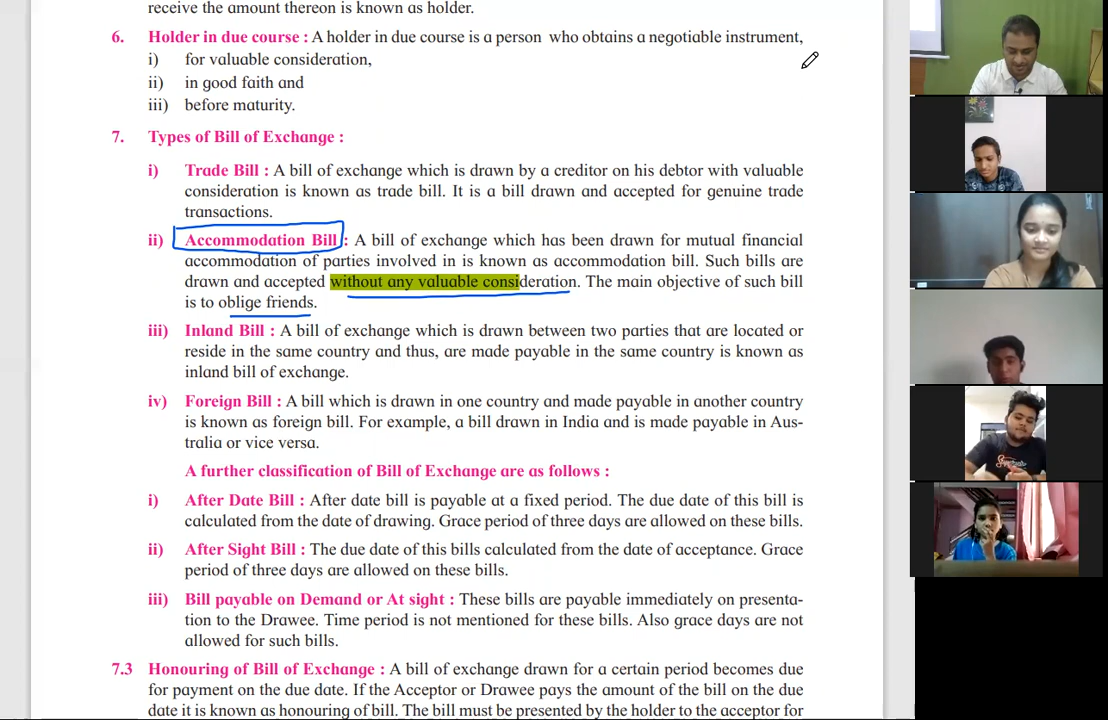 receive the amount thereon is known as holder.
6. Holder in due course : A holder in due course is a person who obtains a negotiable instrument,
i) for valuable consideration,
ii) in good faith and
iii) before maturity.
7. Types of Bill of Exchange :
i) Trade Bill : A bill of exchange which is drawn by a creditor on his debtor with valuable
consideration is known as trade bill. It is a bill drawn and accepted for genuine trade
transactions.
ii) Accommodation Bill : A bill of exchange which has been drawn for mutual financial
accommodation of parties involved in is known as accommodation bill. Such bills are
drawn and accepted without any valuable consideration. The main objective of such bill
is to oblige friends.
iii) Inland Bill : A bill of exchange which is drawn between two parties that are located or
reside in the same country and thus, are made payable in the same country is known as
inland bill of exchange.
iv) Foreign Bill : A bill which is drawn in one country and made payable in another country
is known as foreign bill. For example, a bill drawn in India and is made payable in Aus-
tralia or vice versa.
A further classification of Bill of Exchange are as follows :
i) After Date Bill : After date bill is payable at a fixed period. The due date of this bill is
calculated from the date of drawing. Grace period of three days are allowed on these bills.
ii) After Sight Bill : The due date of this bills calculated from the date of acceptance. Grace
period of three days are allowed on these bills.
iii) Bill payable on Demand or At sight : These bills are payable immediately on presenta-
tion to the Drawee. Time period is not mentioned for these bills. Also grace days are not
allowed for such bills.
7.3 Honouring of Bill of Exchange : A bill of exchange drawn for a certain period becomes due
for payment on the due date. If the Acceptor or Drawee pays the amount of the bill on the due
date it is known as honouring of bill. The bill must be presented by the holder to the acceptor for